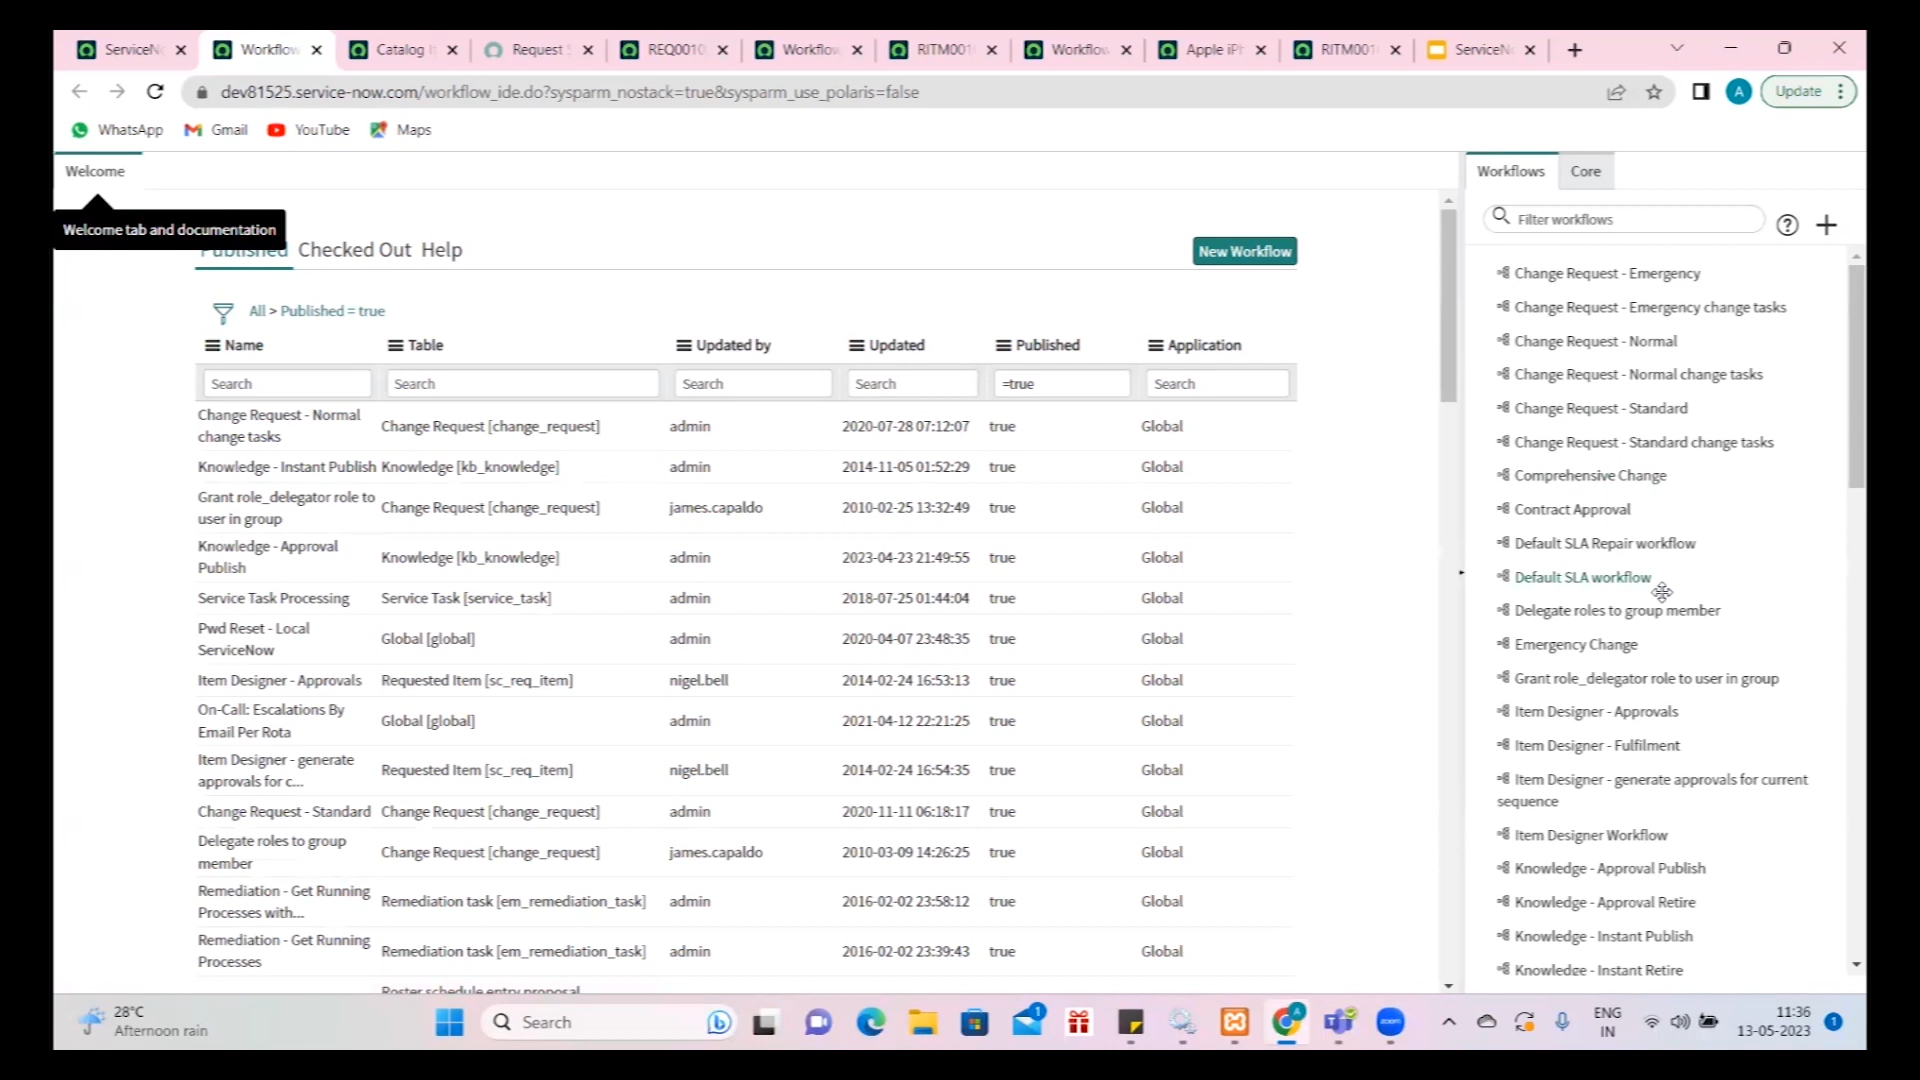 ServiceN
Workflow
Catalog I
Request S
REQ0010
Workflow
RITM001
Workflow
Apple iPh
RITM001
ServiceN
dev81525.service-now.com/workflow_ide.do?sysparm_nostack=true&sysparm_use_polaris=false
A
Update
WhatsApp
Gmail
YouTube
Maps
Welcome
Welcome tab and documentation
Published
Checked Out
Help
New Workflow
All > Published = true
Name Table Updated by Updated Published Application
Search Search Search Search =true Search
Change Request - Normal
change tasks
Change Request [change_request] admin 2020-07-28 07:12:07 true Global
Knowledge - Instant Publish Knowledge [kb_knowledge] admin 2014-11-05 01:52:29 true Global
Grant role_delegator role to
user in group
Change Request [change_request] james.capaldo 2010-02-25 13:32:49 true Global
Knowledge - Approval
Publish
Knowledge [kb_knowledge] admin 2023-04-23 21:49:55 true Global
Service Task Processing Service Task [service_task] admin 2018-07-25 01:44:04 true Global
Pwd Reset - Local
ServiceNow
Global [global] admin 2020-04-07 23:48:35 true Global
Item Designer - Approvals Requested Item [sc_req_item] nigel.bell 2014-02-24 16:53:13 true Global
On-Call: Escalations By
Email Per Rota
Global [global] admin 2021-04-12 22:21:25 true Global
Item Designer - generate
approvals for c...
Requested Item [sc_req_item] nigel.bell 2014-02-24 16:54:35 true Global
Change Request - Standard Change Request [change_request] admin 2020-11-11 06:18:17 true Global
Delegate roles to group
member
Change Request [change_request] james.capaldo 2010-03-09 14:26:25 true Global
Remediation - Get Running
Processes with...
Remediation task [em_remediation_task] admin 2016-02-02 23:58:12 true Global
Remediation - Get Running
Processes
Remediation task [em_remediation_task] admin 2016-02-02 23:39:43 true Global
Roster schedule entry proposal
Workflows
Core
Filter workflows
Change Request - Emergency
Change Request - Emergency change tasks
Change Request - Normal
Change Request - Normal change tasks
Change Request - Standard
Change Request - Standard change tasks
Comprehensive Change
Contract Approval
Default SLA Repair workflow
Default SLA workflow
Delegate roles to group member
Emergency Change
Grant role_delegator role to user in group
Item Designer - Approvals
Item Designer - Fulfilment
Item Designer - generate approvals for current
sequence
Item Designer Workflow
Knowledge - Approval Publish
Knowledge - Approval Retire
Knowledge - Instant Publish
Knowledge - Instant Retire
28°C
Afternoon rain
Search
1
A
zoom
ENG
IN
11:36
13-05-2023
1